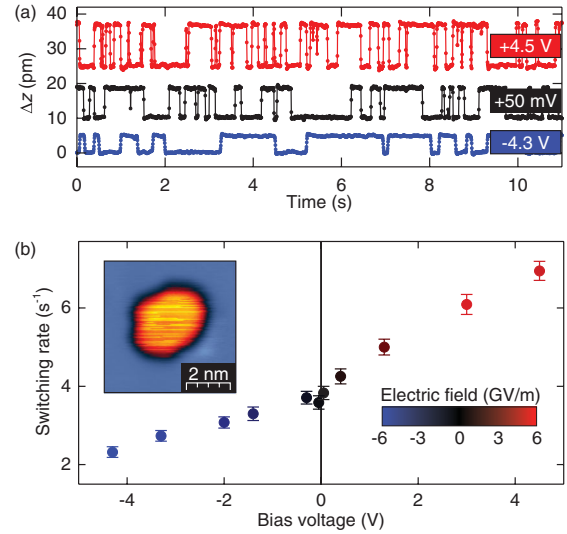 (a)
40
30
20
10
0
Δz (pm)
+4.5 V
+50 mV
-4.3 V
0 2 4 6 8 10
Time (s)
(b)
6
4
2
Switching rate (s⁻¹)
2 nm
Electric field (GV/m)
-6 -3 0 3 6
-4 -2 0 2 4
Bias voltage (V)